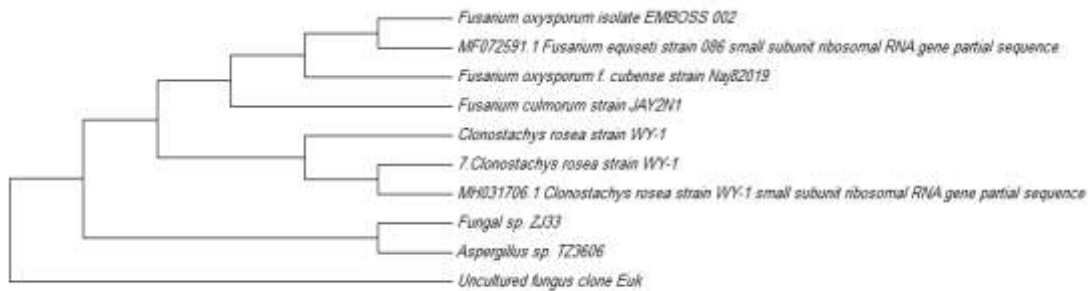 Fusarium oxysporum isolate EMBOSS 002
MF072591.1 Fusarium equiseti strain 086 small subunit ribosomal RNA gene partial sequence
Fusarium oxysporum f. cubense strain Naj82019
Fusarium culmorum strain JAY2N1
Clonostachys rosea strain WY-1
7.Clonostachys rosea strain WY-1
MH031706.1 Clonostachys rosea strain WY-1 small subunit ribosomal RNA gene partial sequence
Fungal sp. ZJ33
Aspergillus sp. TZ3606
Uncultured fungus clone Euk